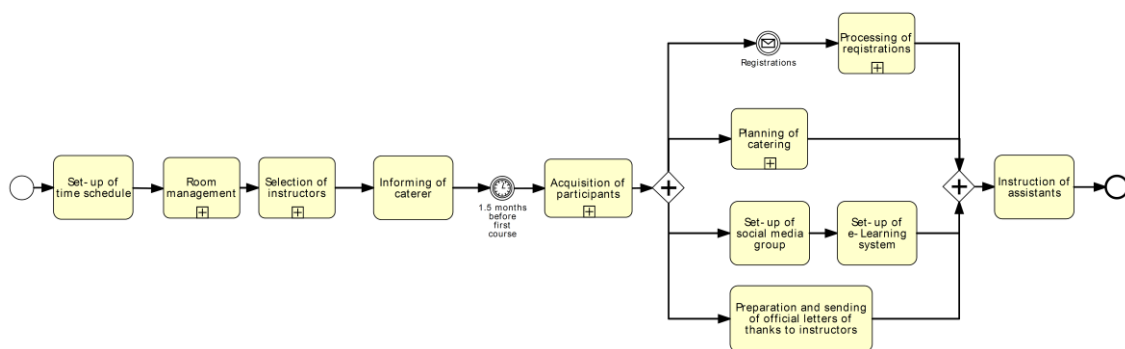 Set-up of
time schedule
Room
management
Selection of
instructors
Informing of
caterer
1.5 months
before
first
course
Acquisition of
participants
Registrations
Processing of
registrations
Planning of
catering
Set-up of
social media
group
Set-up of
e-Learning
system
Preparation and sending
of official letters of
thanks to instructors
Instruction of
assistants